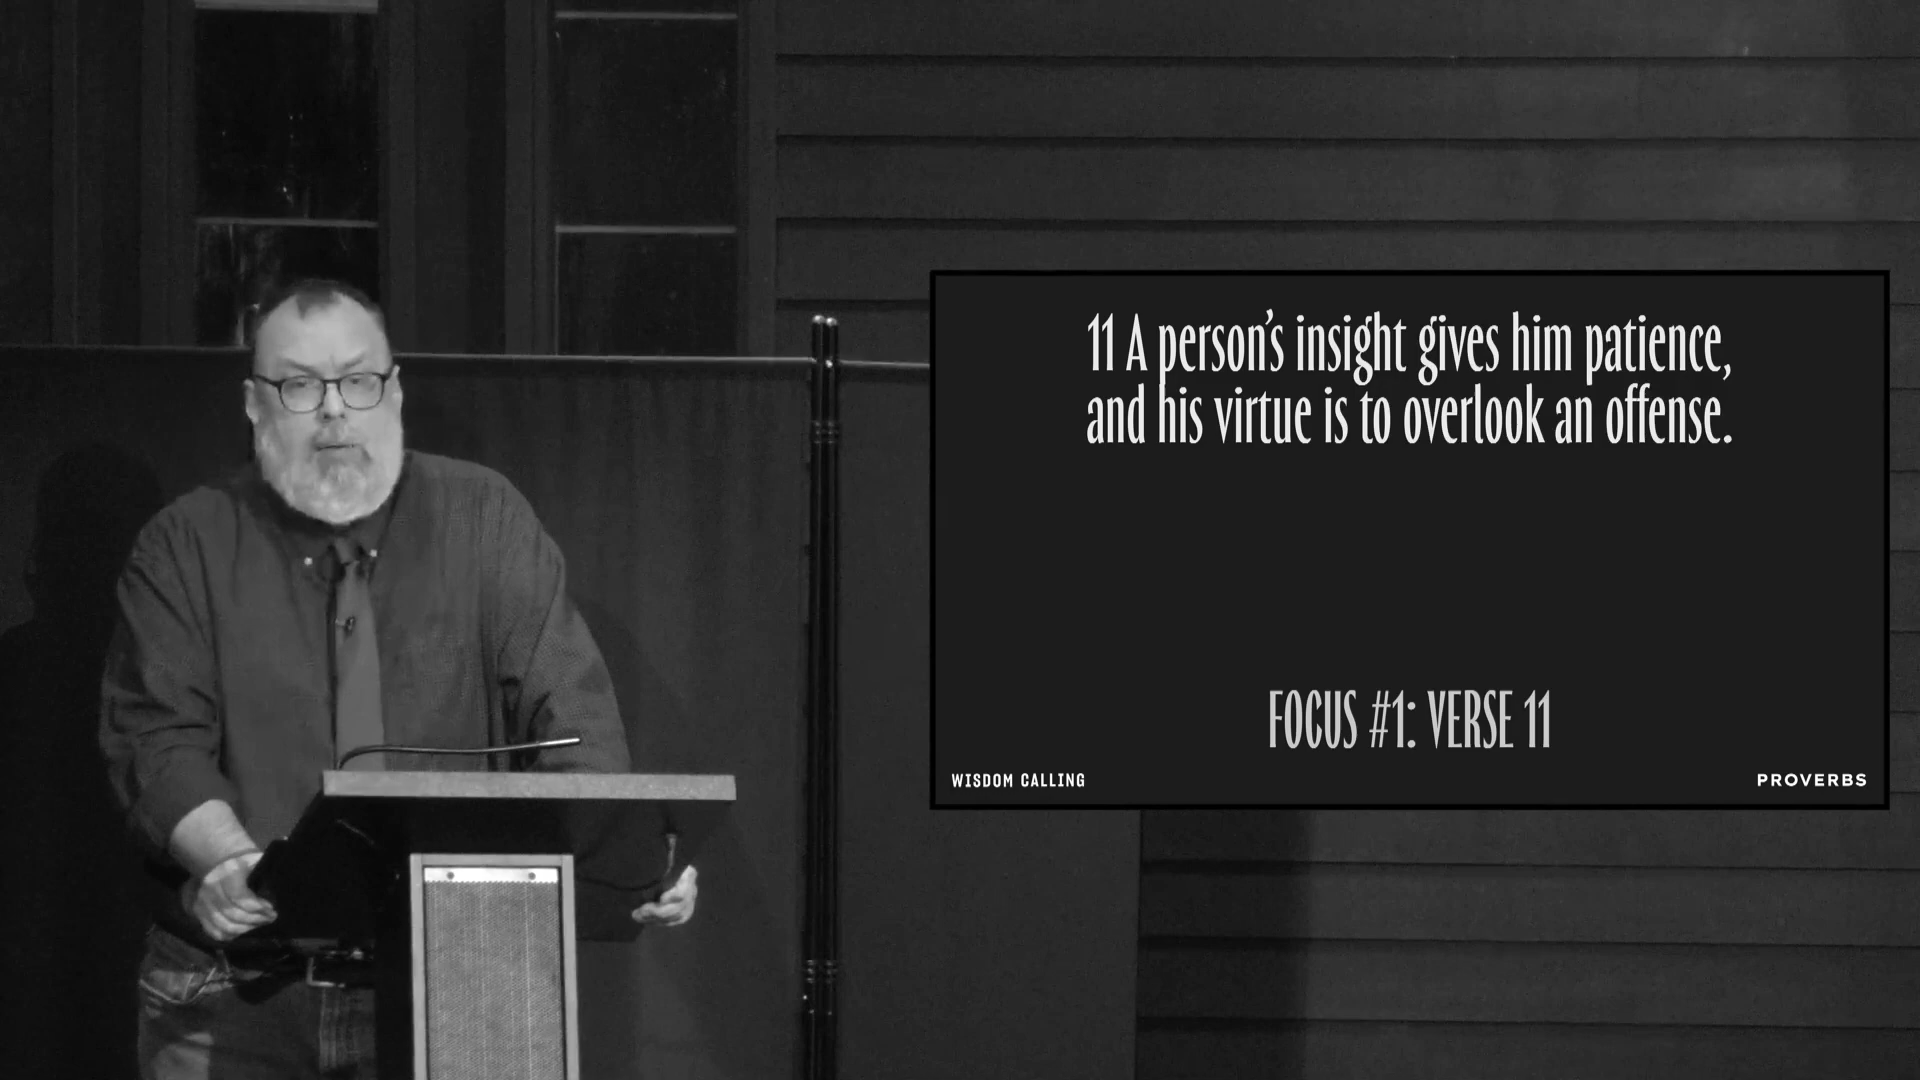 11 A person's insight gives him patience,
and his virtue is to overlook an offense.
FOCUS #1: VERSE 11
WISDOM CALLING
PROVERBS